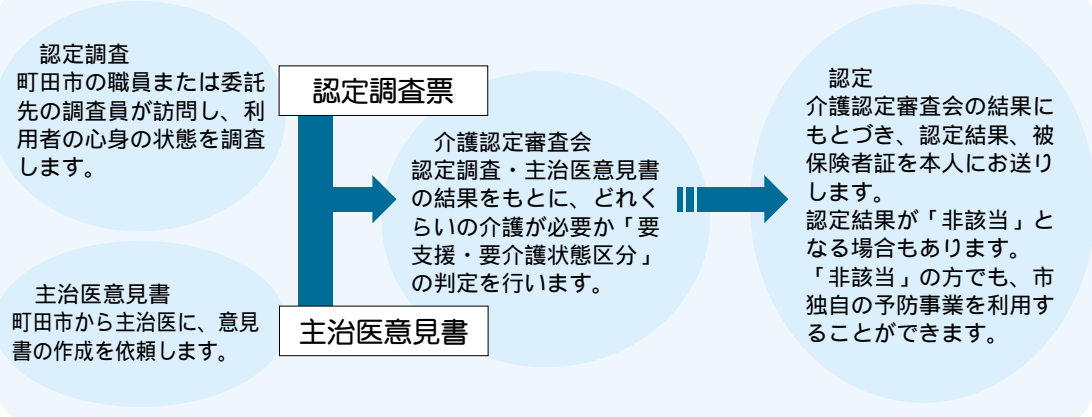 認定調査
町田市の職員または委託
先の調査員が訪問し、利
用者の心身の状態を調査
します。
主治医意見書
町田市から主治医に、意見
書の作成を依頼します。
認定調査票
主治医意見書
介護認定審査会
認定調査・主治医意見書
の結果をもとに、どれく
らいの介護が必要か「要
支援・要介護状態区分」
の判定を行います。
認定
介護認定審査会の結果に
もとづき、認定結果、被
保険者証を本人にお送り
します。
認定結果が「非該当」と
なる場合もあります。
「非該当」の方でも、市
独自の予防事業を利用す
ることができます。